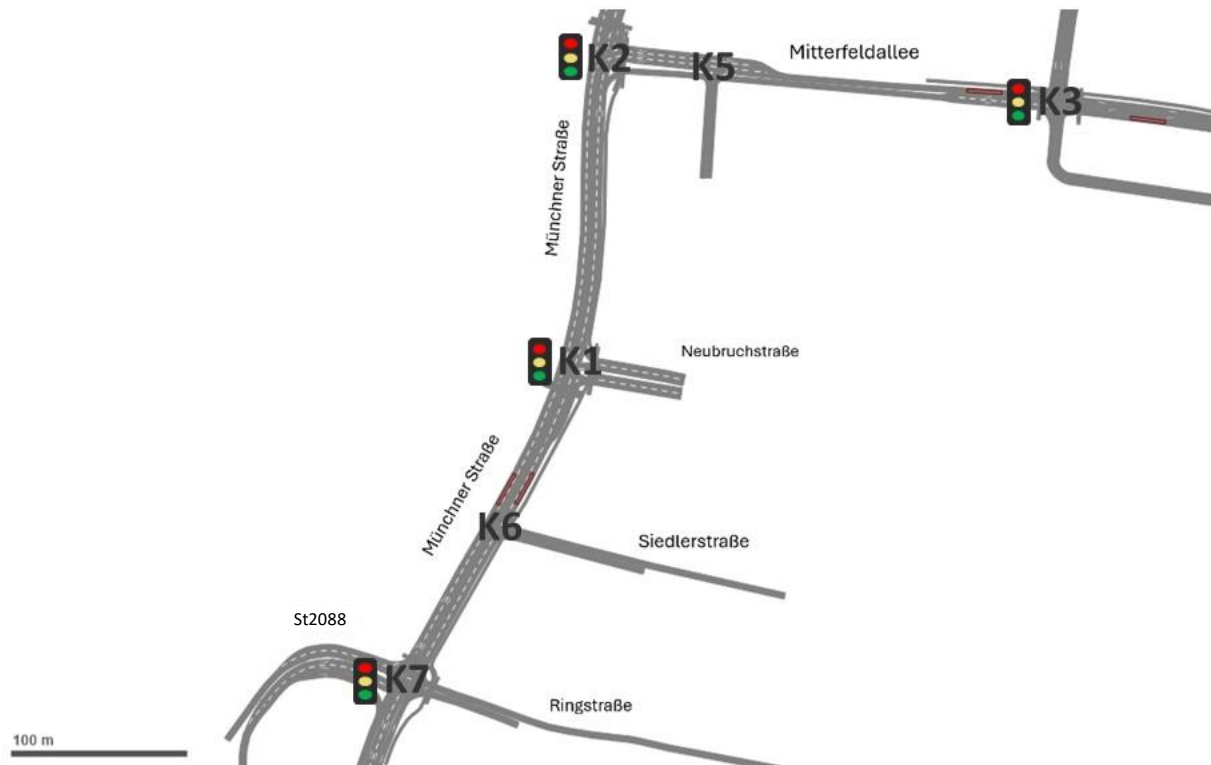 K2
K5
Mitterfeldallee
K3
Münchner Straße
K1
Neubruchstraße
Münchner Straße
K6
Siedlerstraße
St2088
K7
Ringstraße
100 m